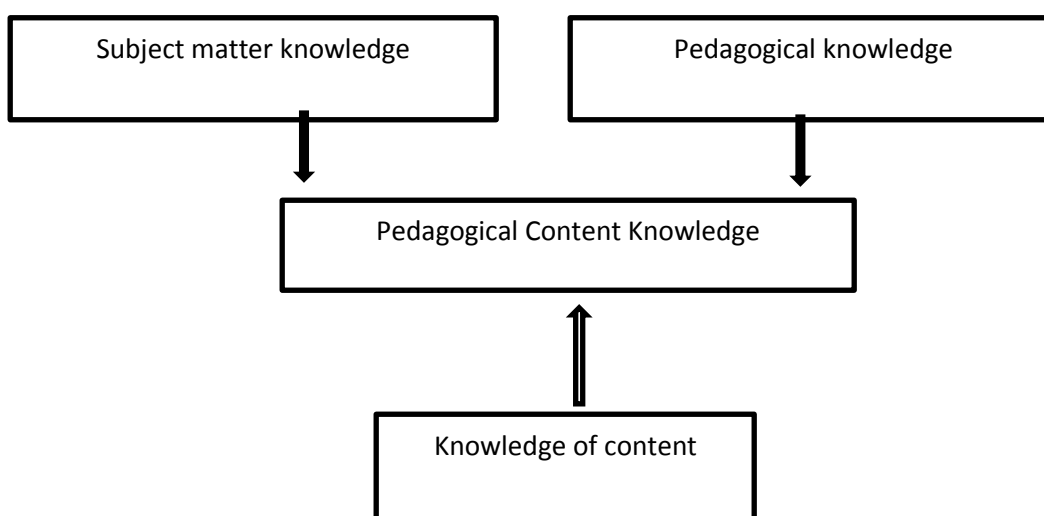 Subject matter knowledge
Pedagogical knowledge
Pedagogical Content Knowledge
Knowledge of content